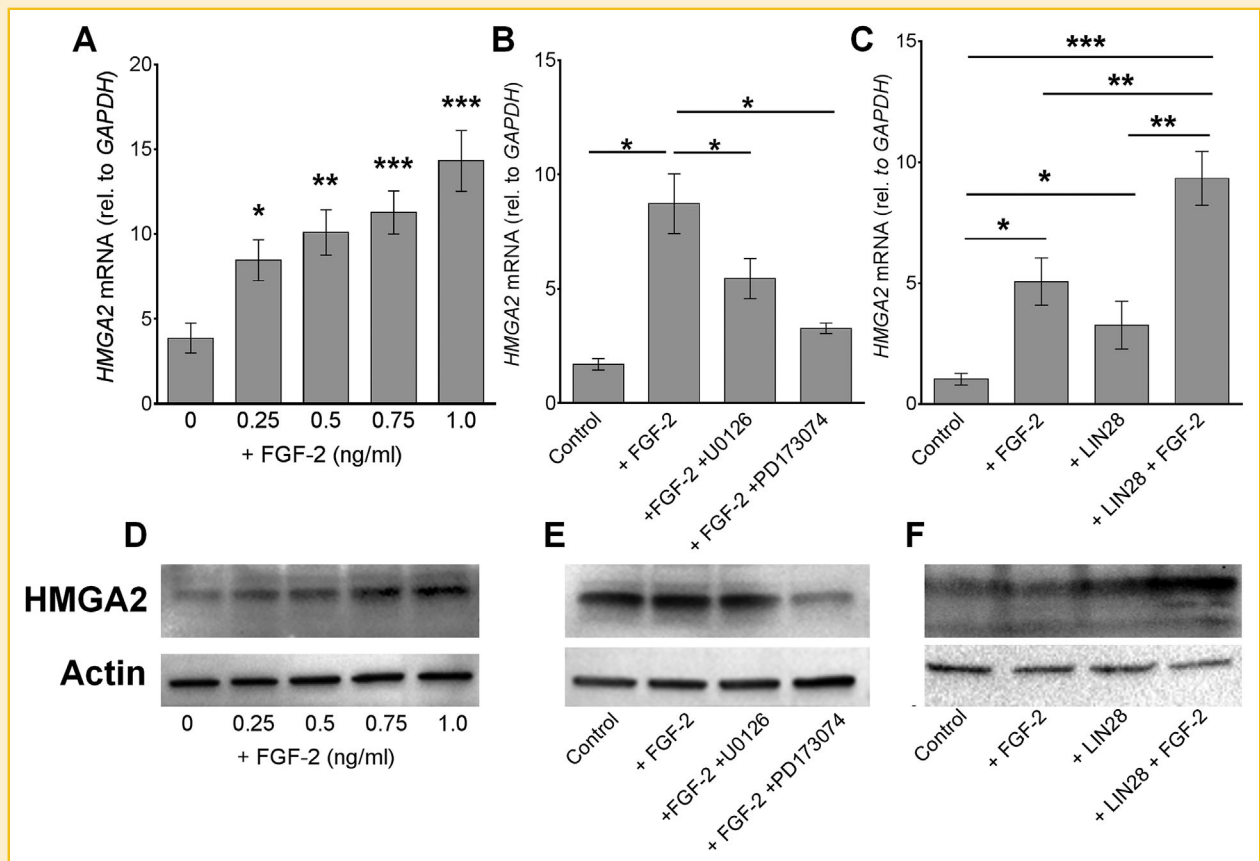 A
HMGA2 mRNA (rel. to GAPDH)
20
15
10
5
0
*
**
***
***
0 0.25 0.5 0.75 1.0
+ FGF-2 (ng/ml)
B
HMGA2 mRNA (rel. to GAPDH)
15
10
5
0
*
*
*
Control
+ FGF-2
+FGF-2 +U0126
+ FGF-2 +PD173074
C
HMGA2 mRNA (rel. to GAPDH)
15
10
5
0
***
**
**
*
*
Control
+ FGF-2
+ LIN28
+ LIN28 + FGF-2
D
HMGA2
Actin
0 0.25 0.5 0.75 1.0
+ FGF-2 (ng/ml)
E
Control
+ FGF-2
+FGF-2 +U0126
+ FGF-2 +PD173074
F
Control
+ FGF-2
+ LIN28
+ LIN28 + FGF-2